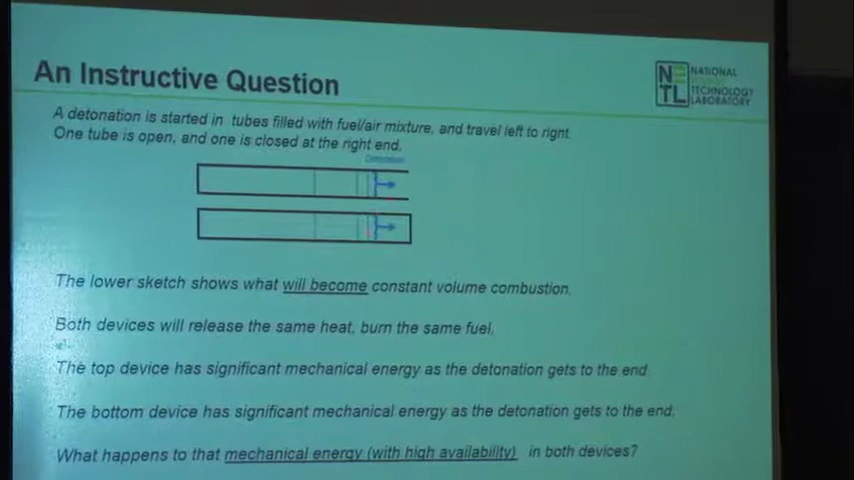 An Instructive Question
NETL
NATIONAL
TECHNOLOGY
LABORATORY
A detonation is started in tubes filled with fuel/air mixture, and travel left to right.
One tube is open, and one is closed at the right end.
The lower sketch shows what will become constant volume combustion.
Both devices will release the same heat, burn the same fuel.
The top device has significant mechanical energy as the detonation gets to the end.
The bottom device has significant mechanical energy as the detonation gets to the end.
What happens to that mechanical energy (with high availability) in both devices?